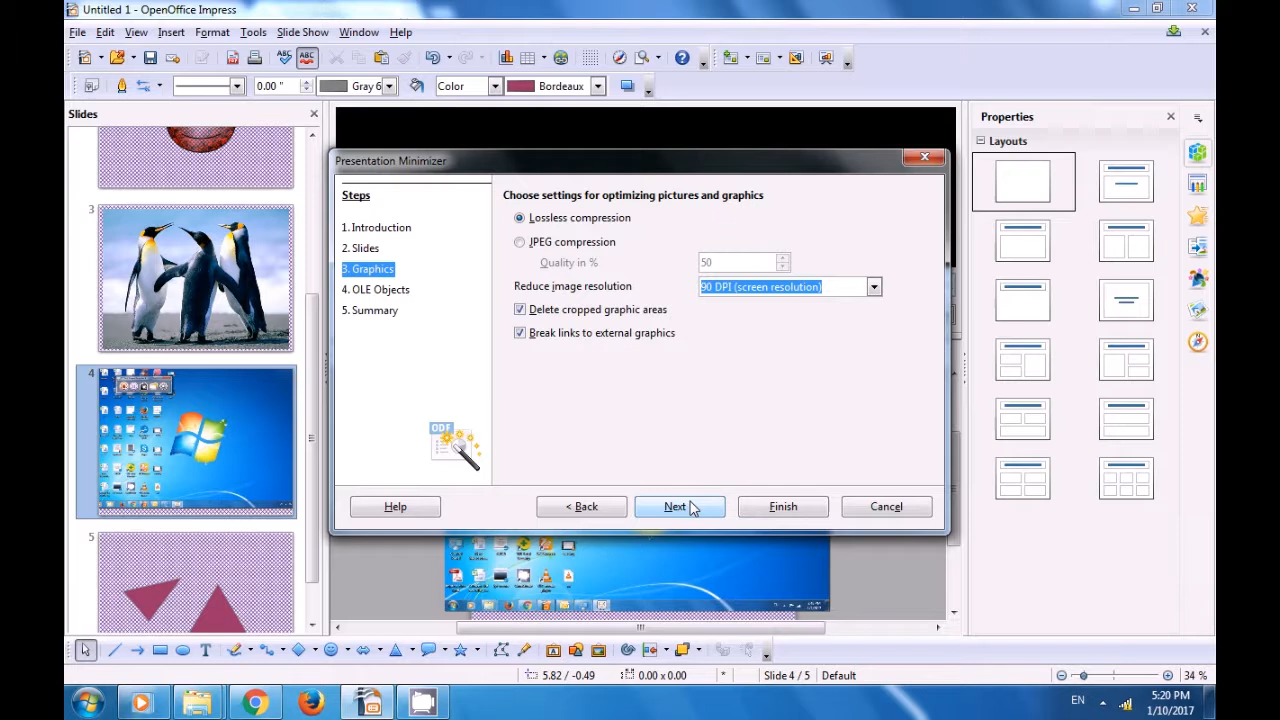 Untitled 1 - OpenOffice Impress
File Edit View Insert Format Tools Slide Show Window Help
0.00 " Gray 6 Color Bordeaux
Slides
3
4
5
Presentation Minimizer
Steps
1. Introduction
2. Slides
3. Graphics
4. OLE Objects
5. Summary
ODF
Choose settings for optimizing pictures and graphics
Lossless compression
JPEG compression
Quality in % 50
Reduce image resolution 90 DPI (screen resolution)
Delete cropped graphic areas
Break links to external graphics
Help < Back Next Finish Cancel
Properties
Layouts
5.82 / -0.49 0.00 x 0.00 * Slide 4 / 5 Default 34 %
EN 5:20 PM
1/10/2017